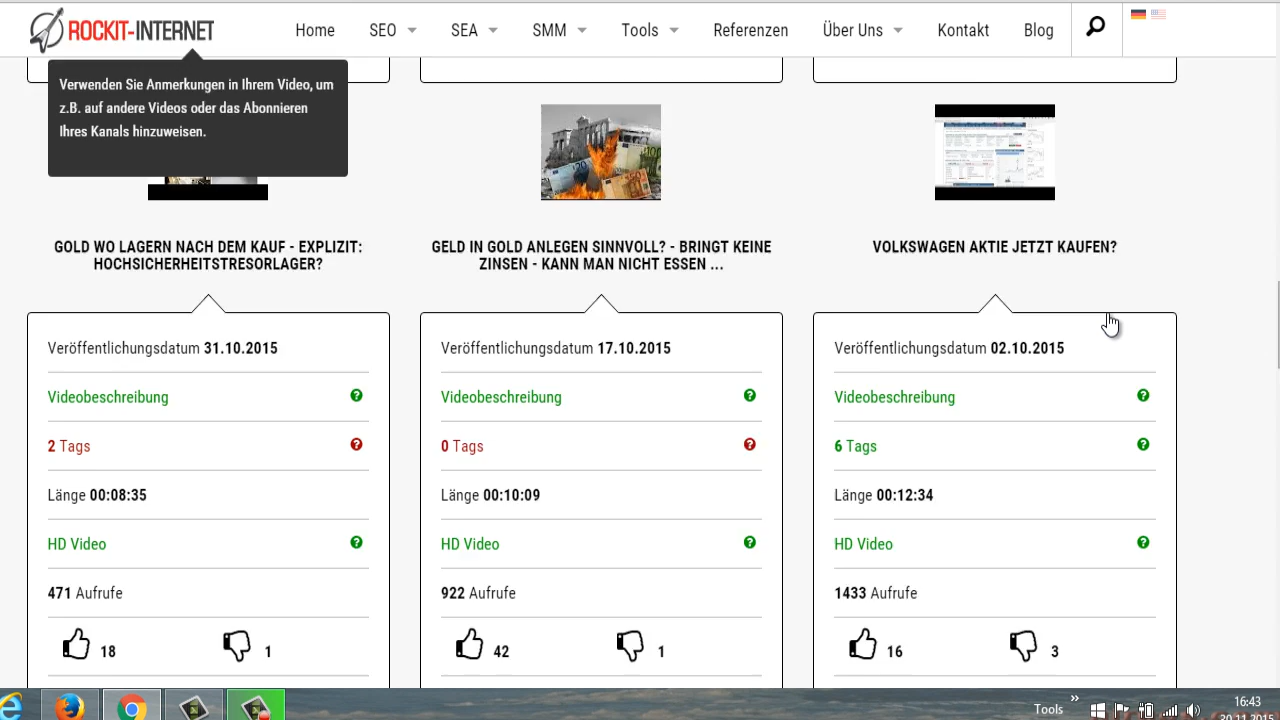 ROCKIT-INTERNET
Home
SEO
SEA
SMM
Tools
Referenzen
Über Uns
Kontakt
Blog
Verwenden Sie Anmerkungen in Ihrem Video, um
z.B. auf andere Videos oder das Abonnieren
Ihres Kanals hinzuweisen.
GOLD WO LAGERN NACH DEM KAUF - EXPLIZIT:
HOCHSICHERHEITSTRESORLAGER?
GELD IN GOLD ANLEGEN SINNVOLL? - BRINGT KEINE
ZINSEN - KANN MAN NICHT ESSEN ...
VOLKSWAGEN AKTIE JETZT KAUFEN?
Veröffentlichungsdatum 31.10.2015
Videobeschreibung
2 Tags
Länge 00:08:35
HD Video
471 Aufrufe
18 1
Veröffentlichungsdatum 17.10.2015
Videobeschreibung
0 Tags
Länge 00:10:09
HD Video
922 Aufrufe
42 1
Veröffentlichungsdatum 02.10.2015
Videobeschreibung
6 Tags
Länge 00:12:34
HD Video
1433 Aufrufe
16 3
Tools
16:43
30.11.2015